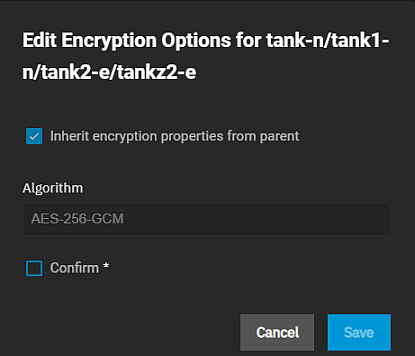 Edit Encryption Options for tank-n/tank1-
n/tank2-e/tankz2-e
Inherit encryption properties from parent
Algorithm
AES-256-GCM
Confirm *
Cancel
Save